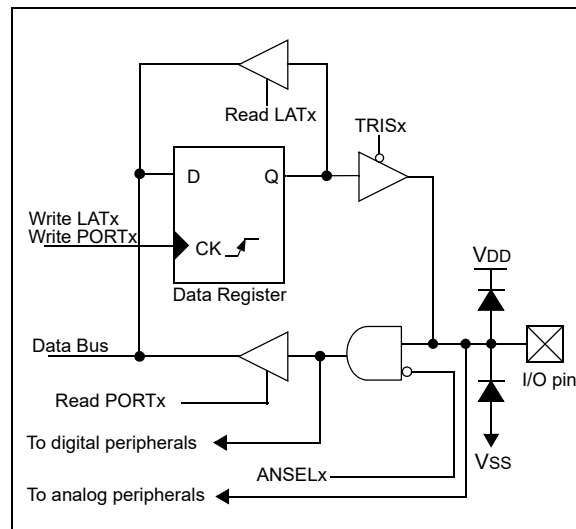 Read LATx
TRISx
D
Q
Write LATx
Write PORTx
CK
Data Register
VDD
Data Bus
I/O pin
Read PORTx
To digital peripherals
VSS
ANSELx
To analog peripherals